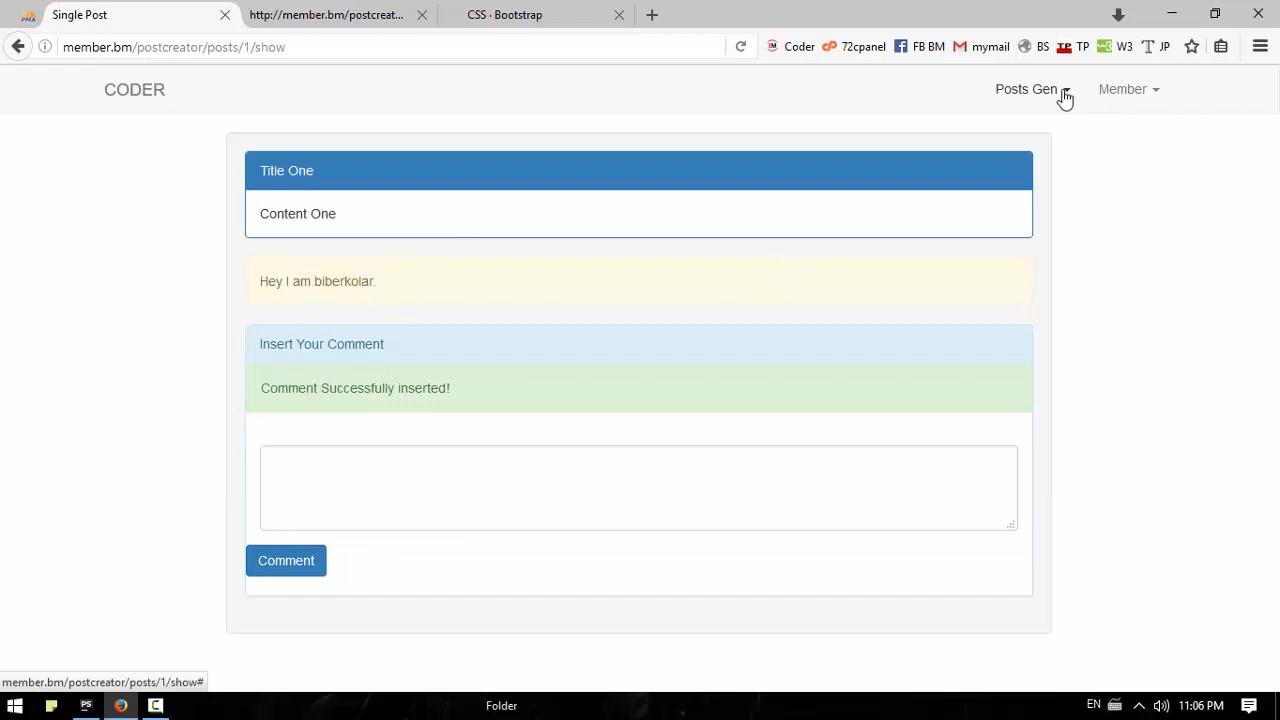 Single Post
http://member.bm/postcreat...
CSS · Bootstrap
member.bm/postcreator/posts/1/show
Coder
72cpanel
FB BM
mymail
BS
TP TP
W3
T JP
CODER
Posts Gen
Member
Title One
Content One
Hey I am biberkolar.
Insert Your Comment
Comment Successfully inserted!
Comment
member.bm/postcreator/posts/1/show#
PS
Folder
EN
11:06 PM